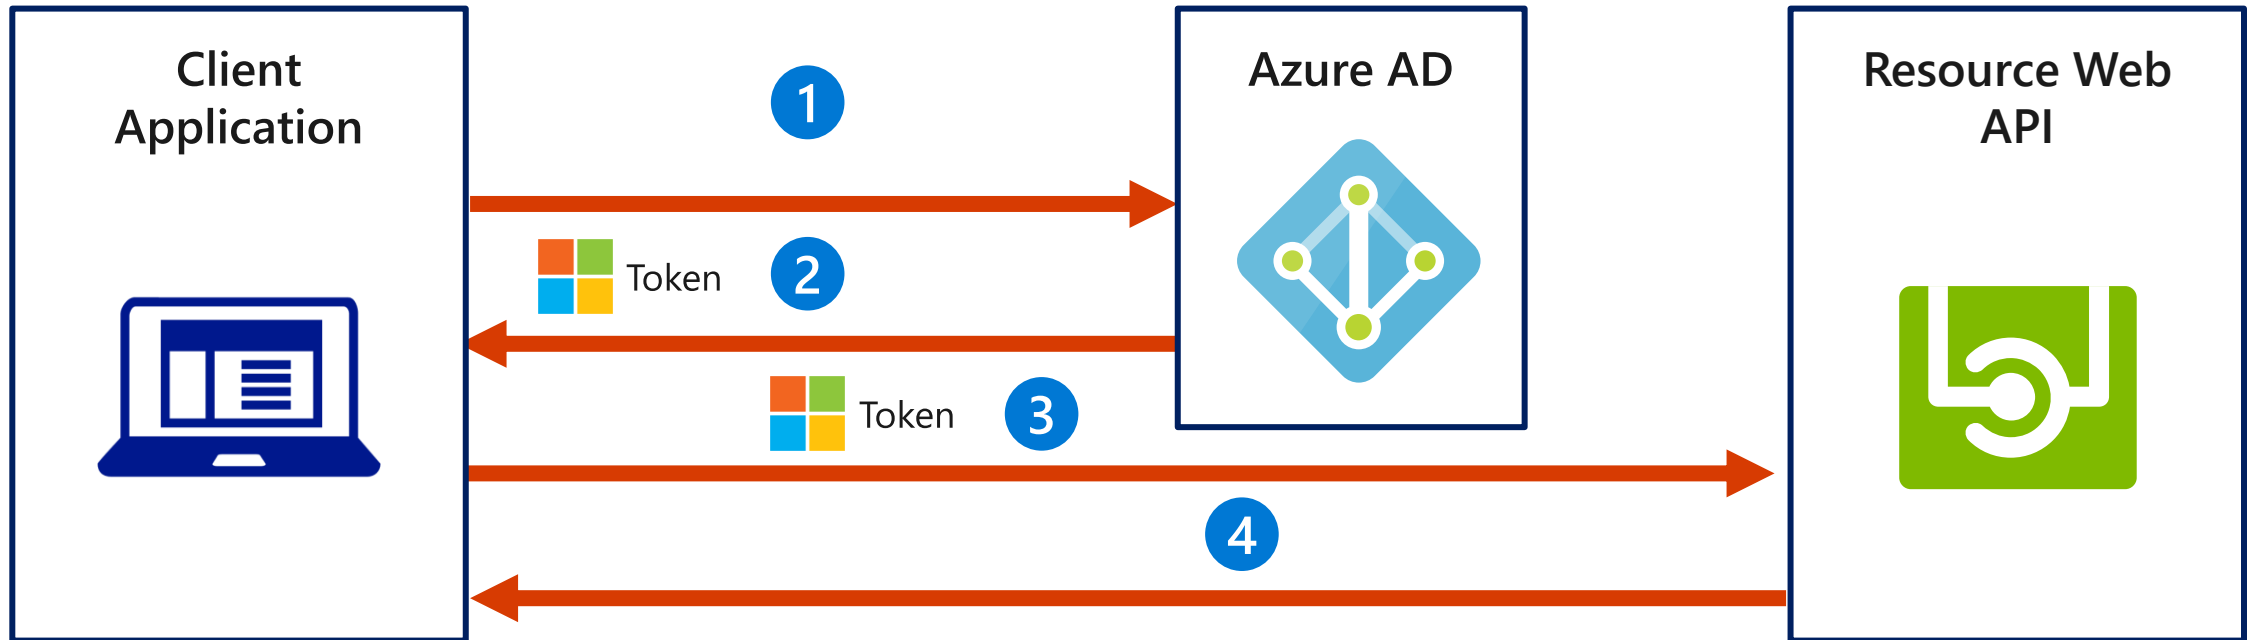 Client
Application
1
Azure AD
Resource Web
API
Token
2
Token
3
4